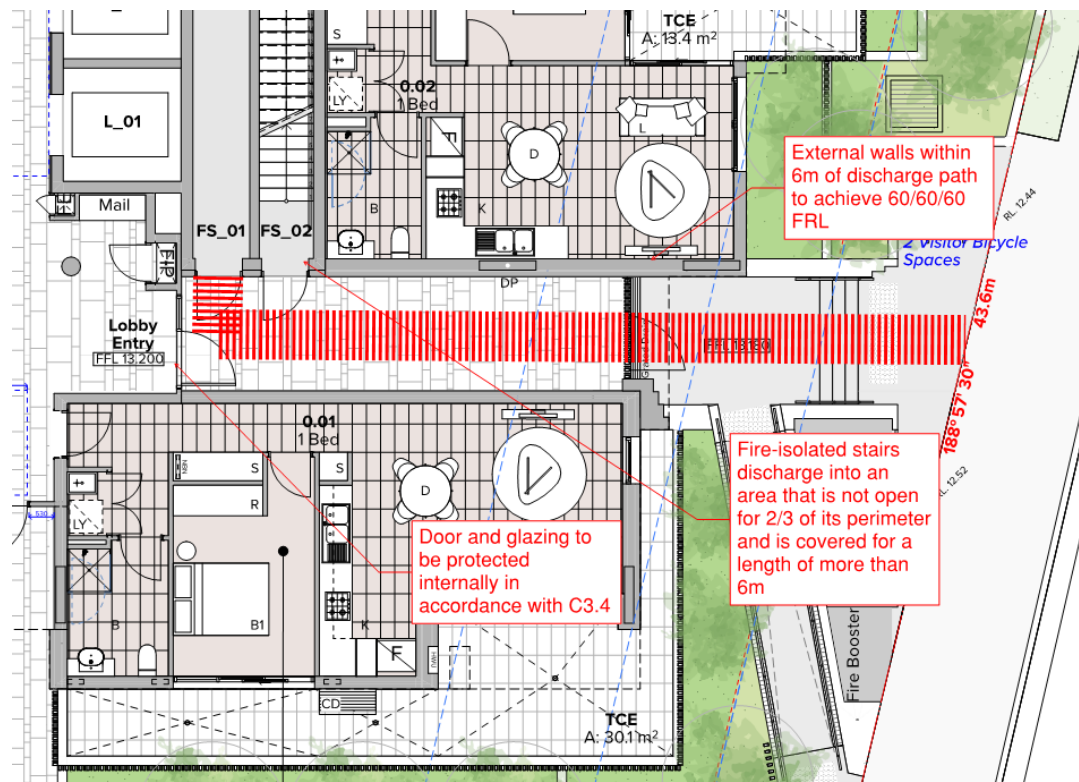 TCE
A: 13.4 m²
S
LY
0.02
1 Bed
L_01
F
L
D
External walls within
6m of discharge path
to achieve 60/60/60
FRL
RL. 12.44
Mail
B
K
FS_01
FS_02
2 Visitor Bicycle
Spaces
DP
43.6m
Lobby
Entry
FFL 13.200
188° 57' 30"
0.01
1 Bed
S
S
R
D
LY
Fire-isolated stairs
discharge into an
area that is not open
for 2/3 of its perimeter
and is covered for a
length of more than
6m
530
Door and glazing to
be protected
internally in
accordance with C3.4
B
B1
K
F
HWU
Fire Booster
CD
TCE
A: 30.1 m²